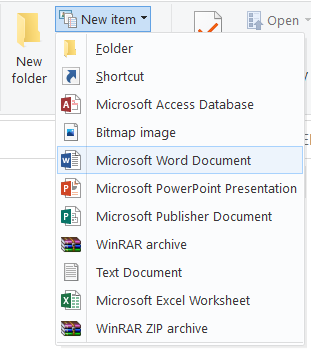 New item
Open
New
folder
Folder
Shortcut
Microsoft Access Database
Bitmap image
Microsoft Word Document
Microsoft PowerPoint Presentation
Microsoft Publisher Document
WinRAR archive
Text Document
Microsoft Excel Worksheet
WinRAR ZIP archive